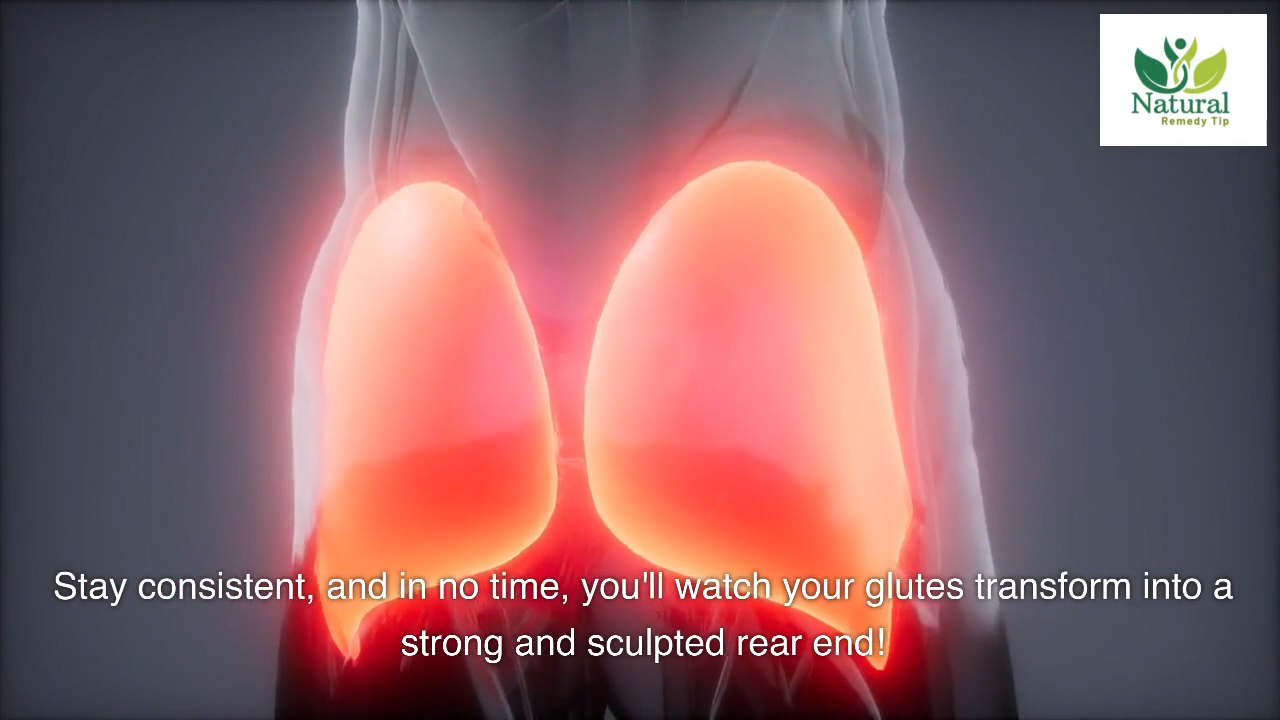 Natural
Remedy Tip
Stay consistent, and in no time, you'll watch your glutes transform into a
strong and sculpted rear end!